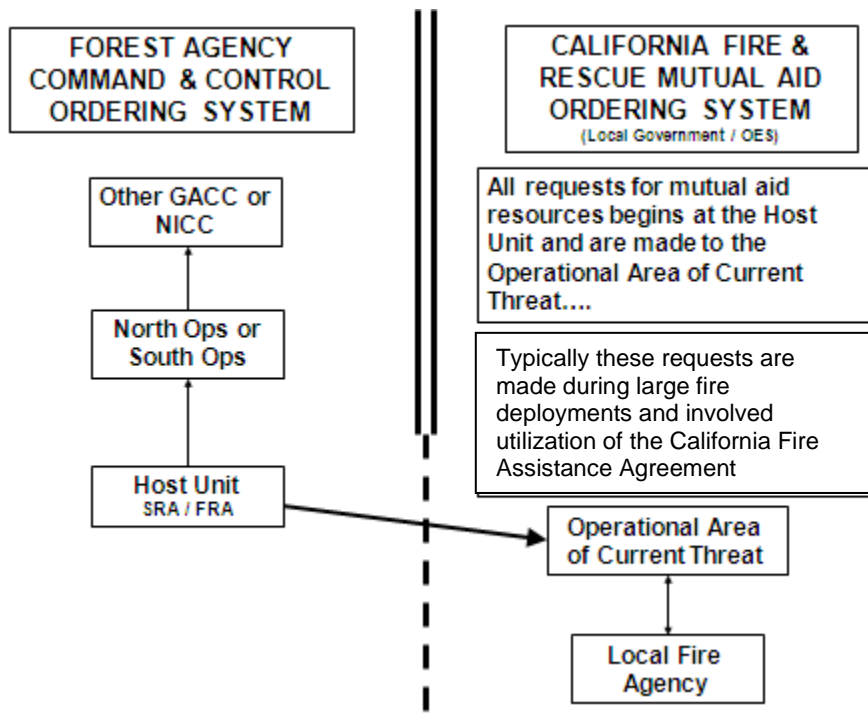 FOREST AGENCY
COMMAND & CONTROL
ORDERING SYSTEM
Other GACC or
NICC
North Ops or
South Ops
Host Unit
SRA / FRA
CALIFORNIA FIRE &
RESCUE MUTUAL AID
ORDERING SYSTEM
(Local Government / OES)
All requests for mutual aid
resources begins at the Host
Unit and are made to the
Operational Area of Current
Threat....
Typically these requests are
made during large fire
deployments and involved
utilization of the California Fire
Assistance Agreement
Operational Area
of Current Threat
Local Fire
Agency